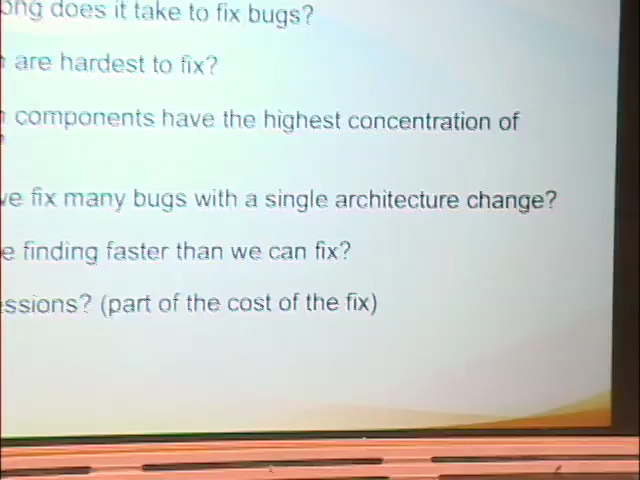 ong does it take to fix bugs?
are hardest to fix?
components have the highest concentration of
ve fix many bugs with a single architecture change?
e finding faster than we can fix?
essions? (part of the cost of the fix)